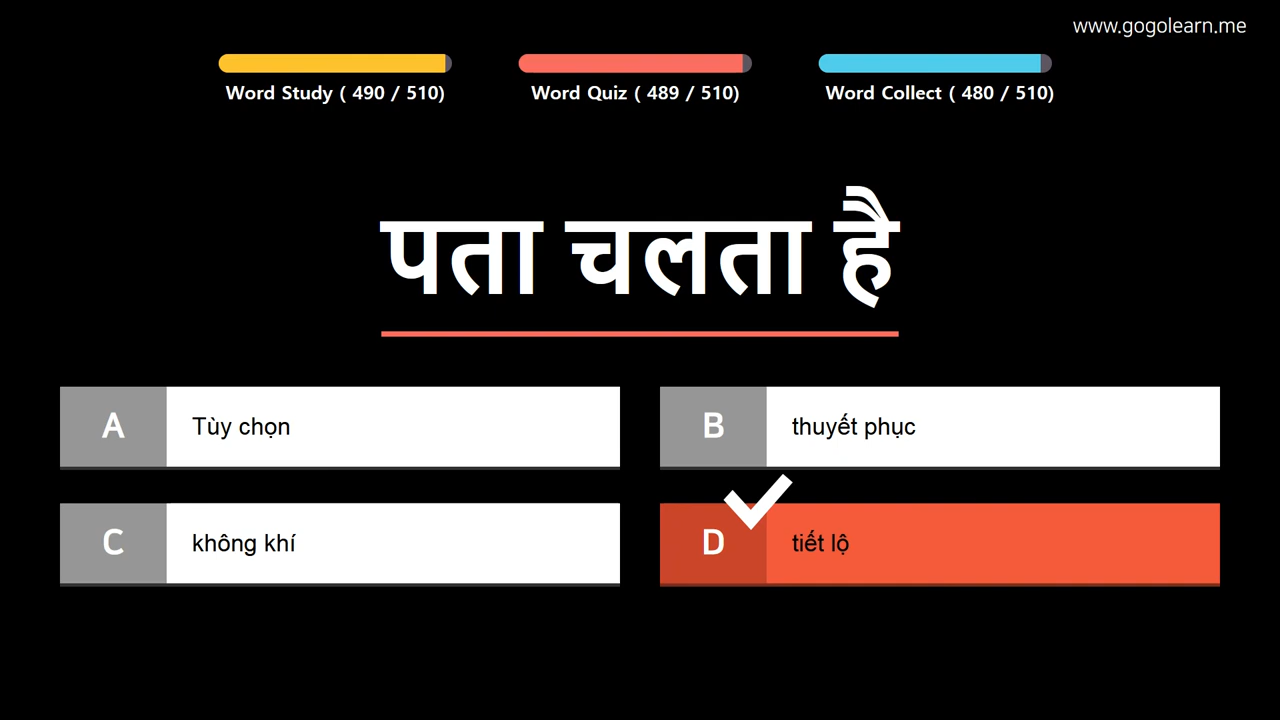 www.gogolearn.me
Word Study ( 490 / 510)
Word Quiz ( 489 / 510)
Word Collect ( 480 / 510)
पता चलता है
A
Tùy chọn
B
thuyết phục
C
không khí
D
tiết lộ